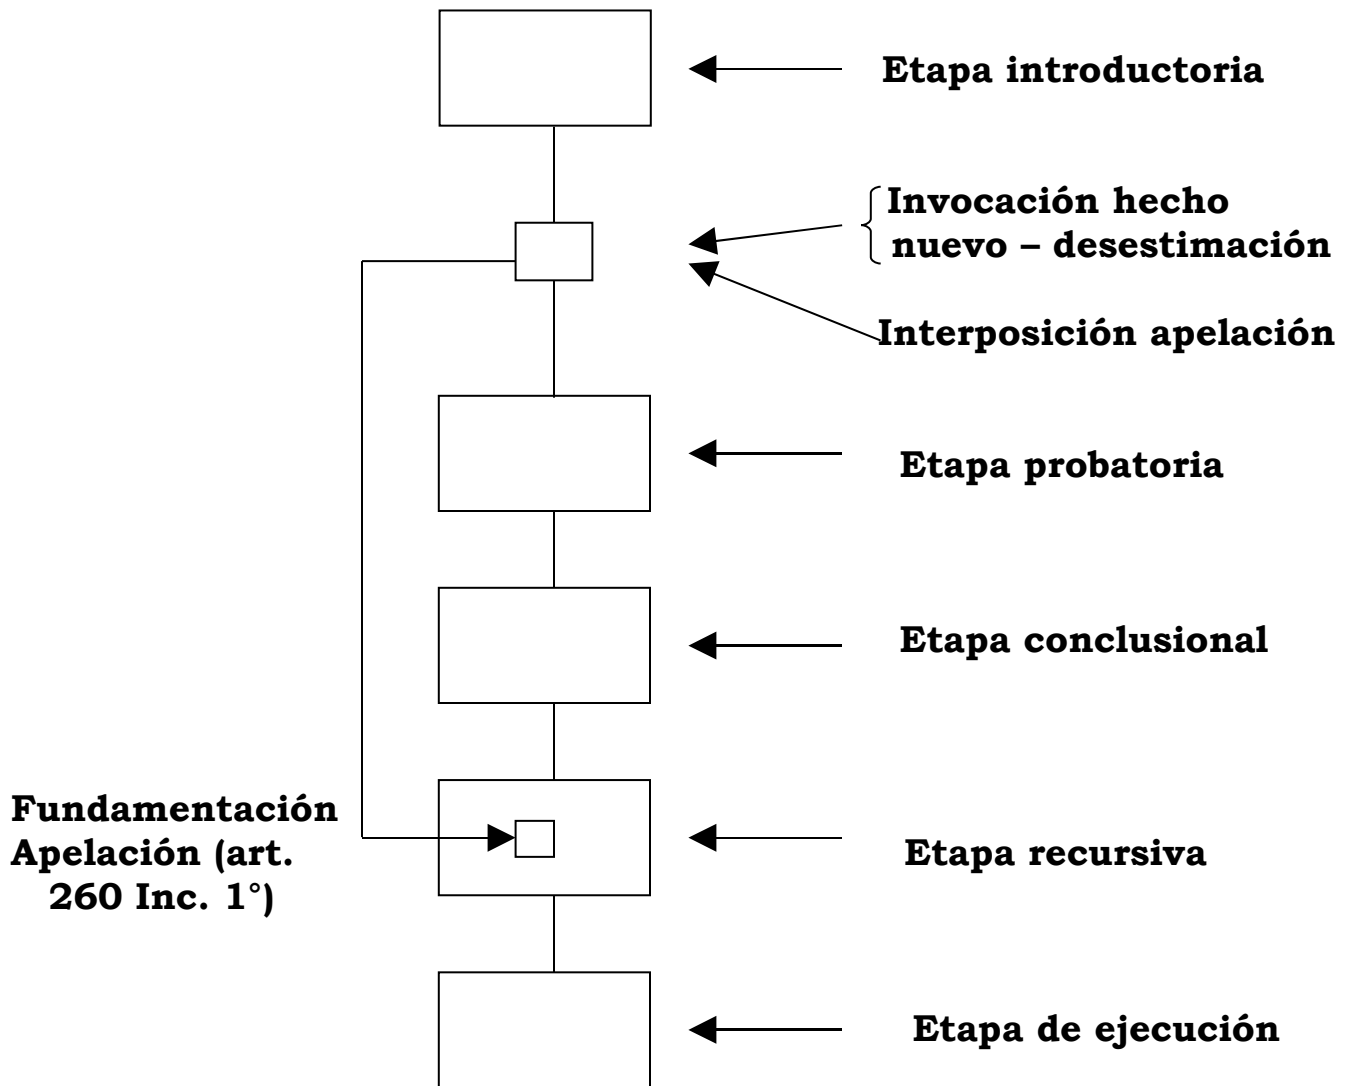 Etapa introductoria
Invocación hecho
nuevo – desestimación
Interposición apelación
Etapa probatoria
Etapa conclusional
Fundamentación
Apelación (art.
260 Inc. 1°)
Etapa recursiva
Etapa de ejecución